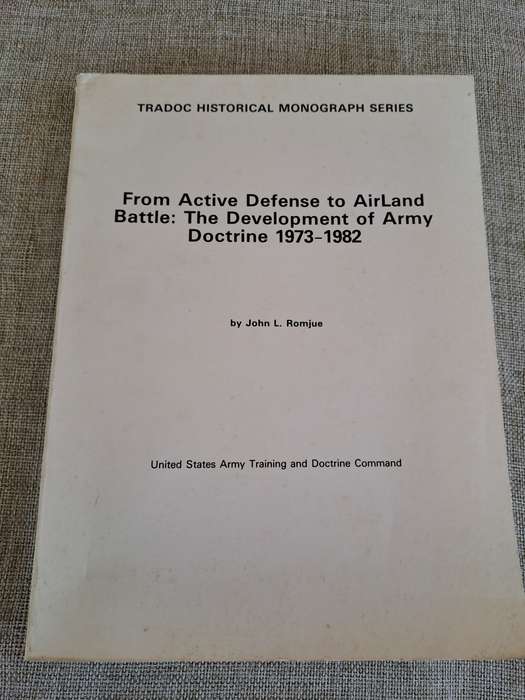 TRADOC HISTORICAL MONOGRAPH SERIES
From Active Defense to AirLand
Battle: The Development of Army
Doctrine 1973-1982
by John L. Romjue
United States Army Training and Doctrine Command